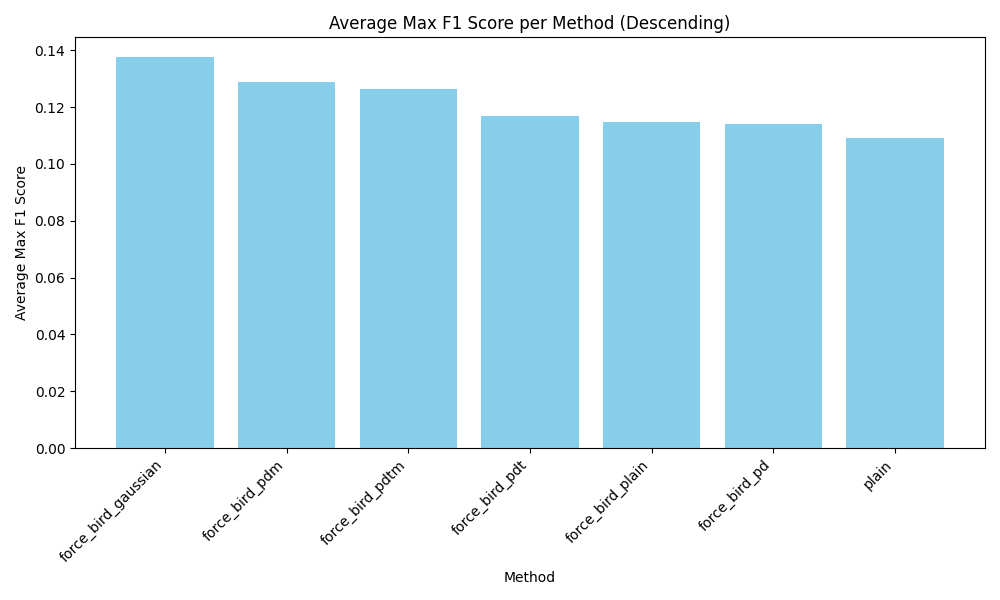 Average Max F1 Score per Method (Descending)
Average Max F1 Score
0.14
0.12
0.10
0.08
0.06
0.04
0.02
0.00
force_bird_gaussian
force_bird_pdm
force_bird_pdtm
force_bird_pdt
force_bird_plain
force_bird_pd
plain
Method